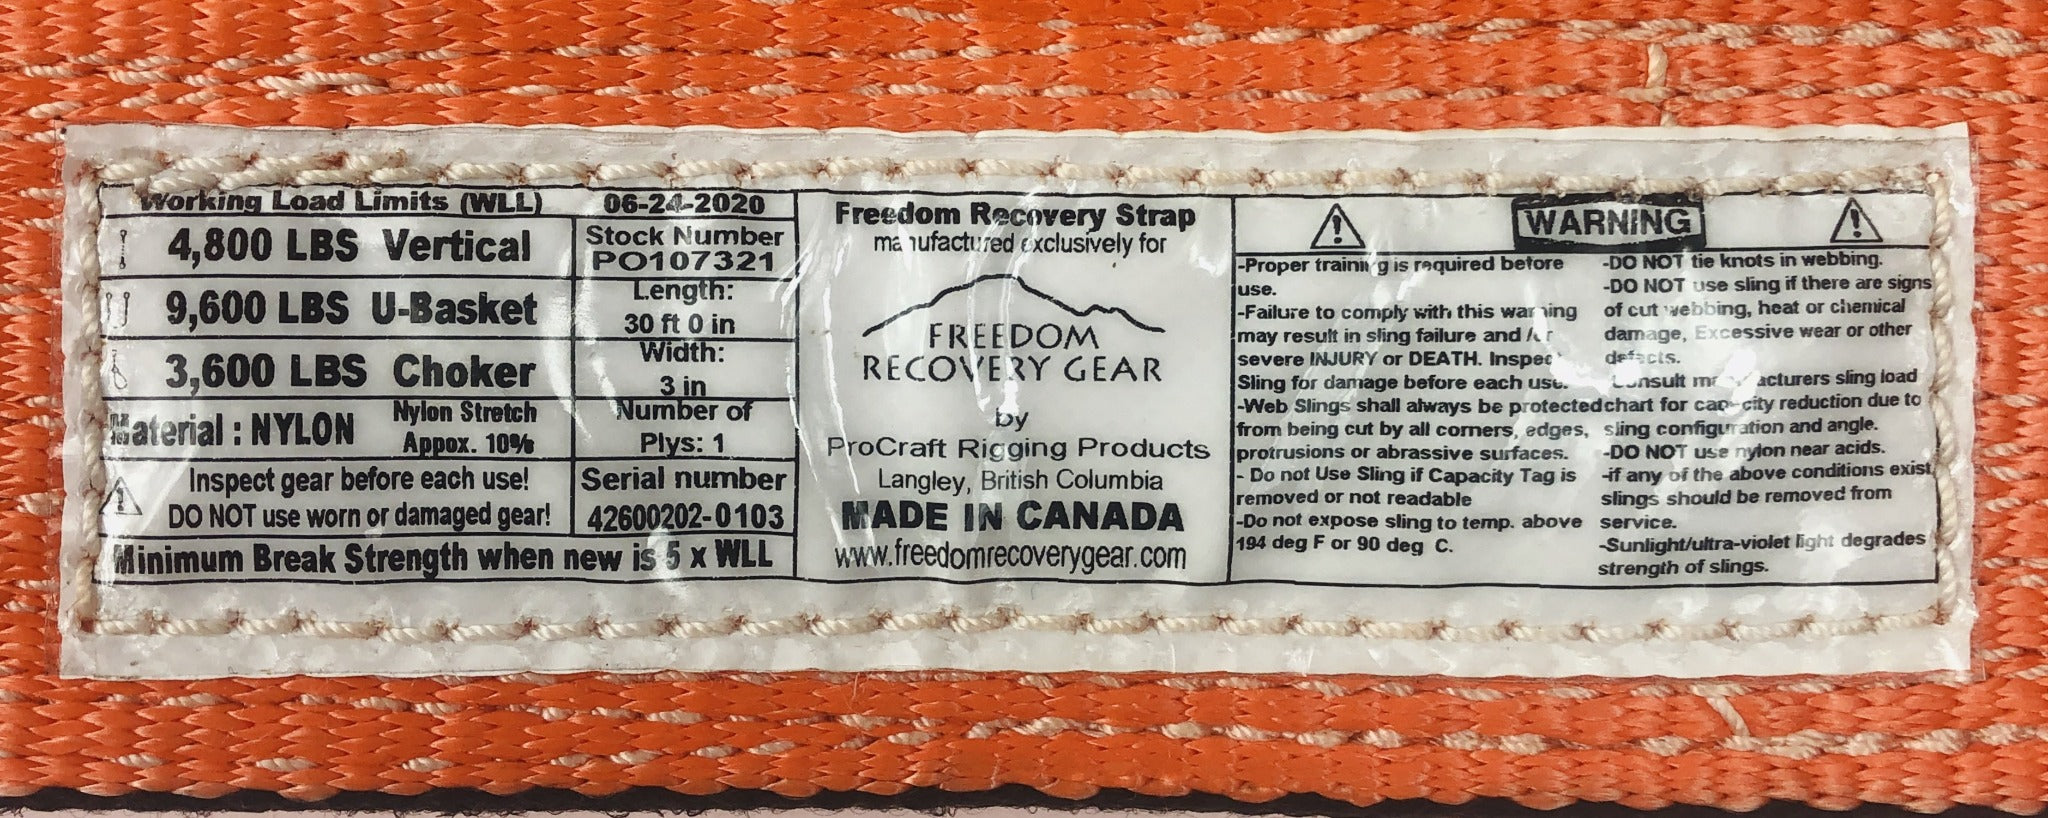 Working Load Limits (WLL)
4,800 LBS Vertical
9,600 LBS U-Basket
3,600 LBS Choker
Material : NYLON
Nylon Stretch
Appox. 10%
Inspect gear before each use!
DO NOT use worn or damaged gear!
Minimum Break Strength when new is 5 x WLL
06-24-2020
Stock Number
PO107321
Length:
30 ft 0 in
Width:
3 in
Number of
Plys: 1
Serial number
42600202-0103
Freedom Recovery Strap
manufactured exclusively for
FREEDOM
RECOVERY GEAR
by
ProCraft Rigging Products
Langley, British Columbia
MADE IN CANADA
www.freedomrecoverygear.com
WARNING
-Proper training is required before
use.
-Failure to comply with this warning
may result in sling failure and
severe INJURY or DEATH. Inspect
Sling for damage before each use.
-Web Slings shall always be protected
from being cut by all corners, edges,
protrusions or abrassive surfaces.
- Do not Use Sling if Capacity Tag is
removed or not readable
-Do not expose sling to temp. above
194 deg F or 90 deg C.
-DO NOT tie knots in webbing.
-DO NOT use sling if there are signs
of cut webbing, heat or chemical
damage, Excessive wear or other
defects.
Consult manufacturers sling load
chart for capacity reduction due to
sling configuration and angle.
-DO NOT use nylon near acids.
-if any of the above conditions exist,
slings should be removed from
service.
-Sunlight/ultra-violet light degrades
strength of slings.